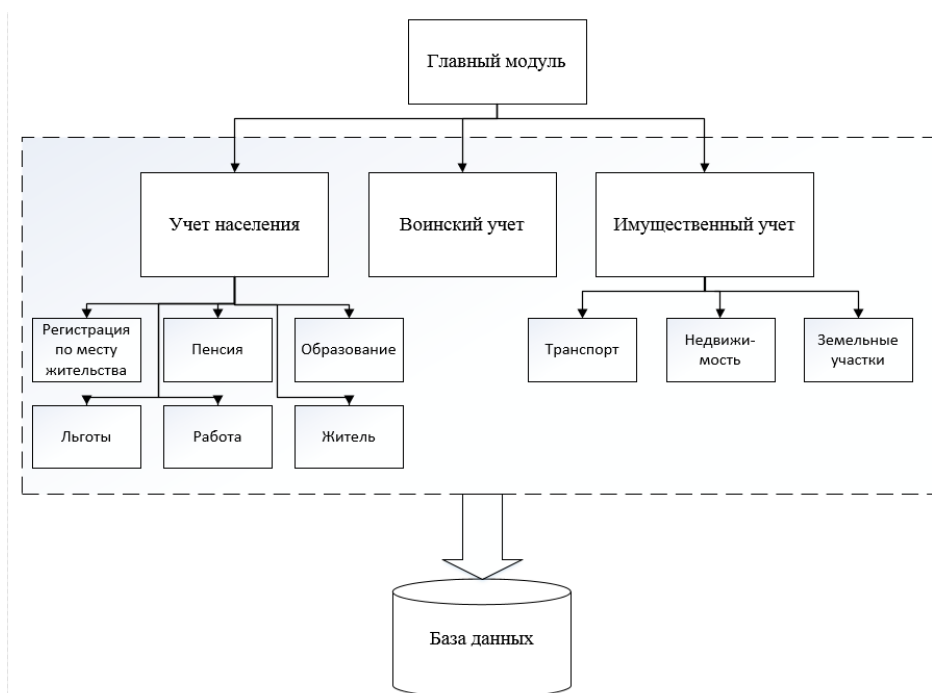 Главный модуль
Учет населения
Воинский учет
Имущественный учет
Регистрация
по месту
жительства
Пенсия
Образование
Транспорт
Недвижи-
мость
Земельные
участки
Льготы
Работа
Житель
База данных